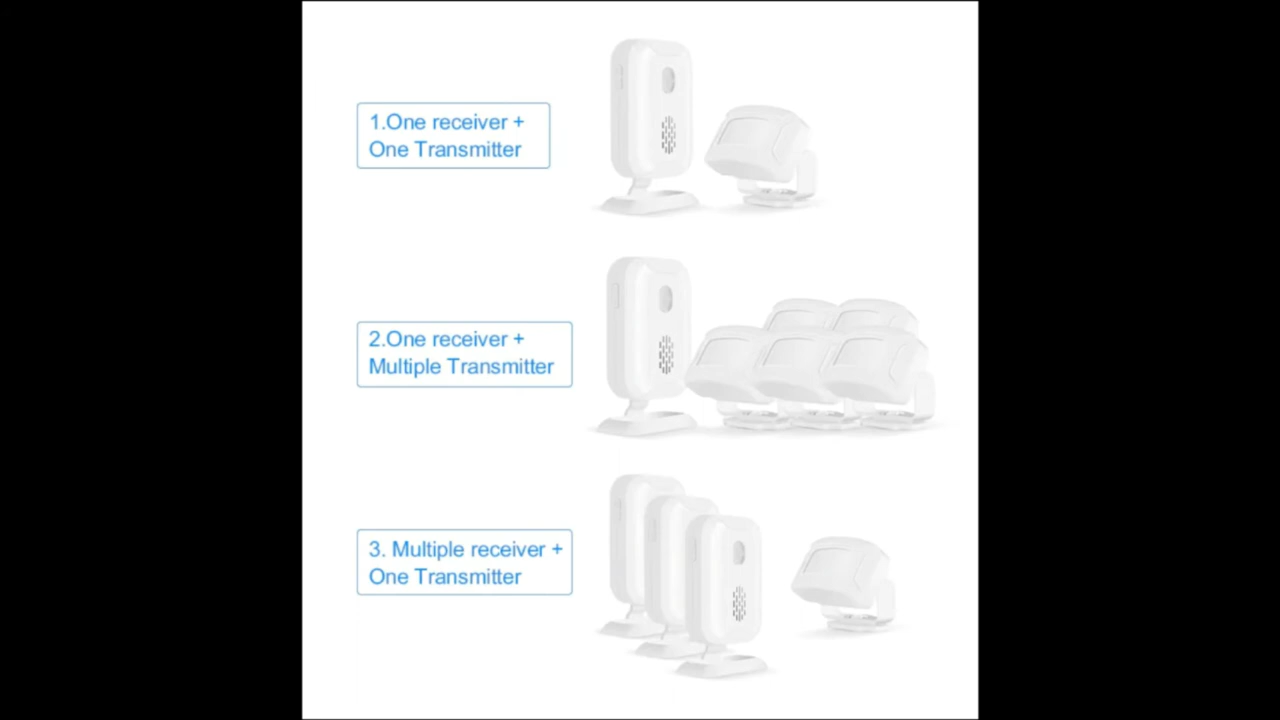 1.One receiver +
One Transmitter
2.One receiver +
Multiple Transmitter
3. Multiple receiver +
One Transmitter